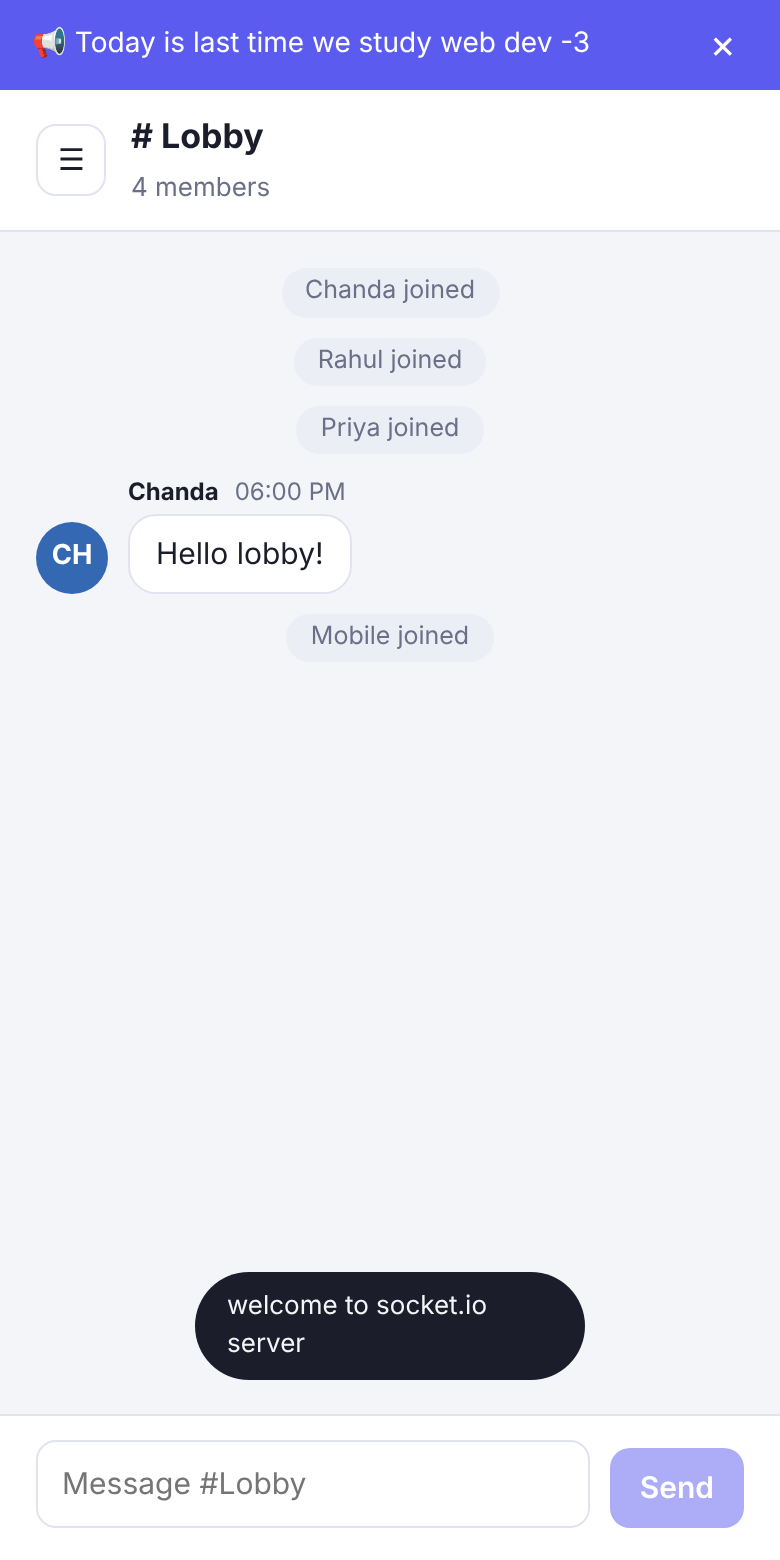 📢 Today is last time we study web dev -3 ✕
☰
# Lobby
4 members
Chanda joined
Rahul joined
Priya joined
Chanda 06:00 PM
CH
Hello lobby!
Mobile joined
welcome to socket.io
server
Message #Lobby
Send